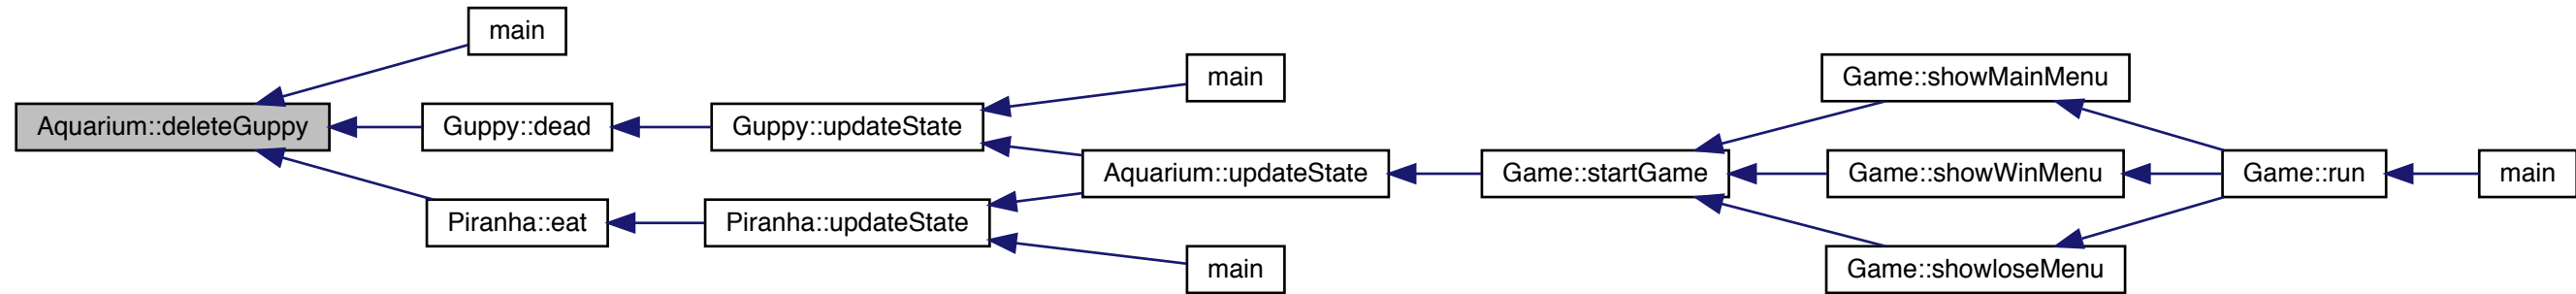 main
Aquarium::deleteGuppy
Guppy::dead
Piranha::eat
Guppy::updateState
Piranha::updateState
main
Aquarium::updateState
main
Game::startGame
Game::showMainMenu
Game::showWinMenu
Game::showloseMenu
Game::run
main